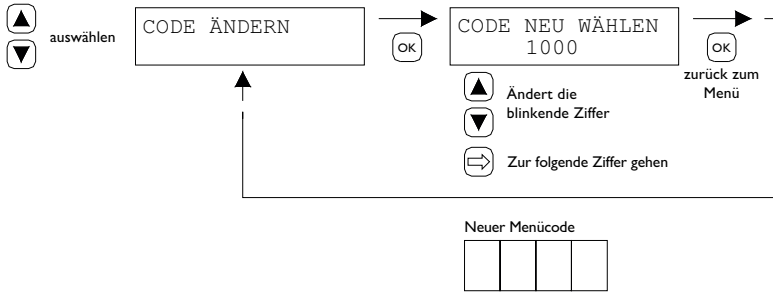 auswählen
CODE ÄNDERN
OK
CODE NEU WÄHLEN
1000
OK
zurück zum
Menü
Ändert die
blinkende Ziffer
Zur folgende Ziffer gehen
Neuer Menücode